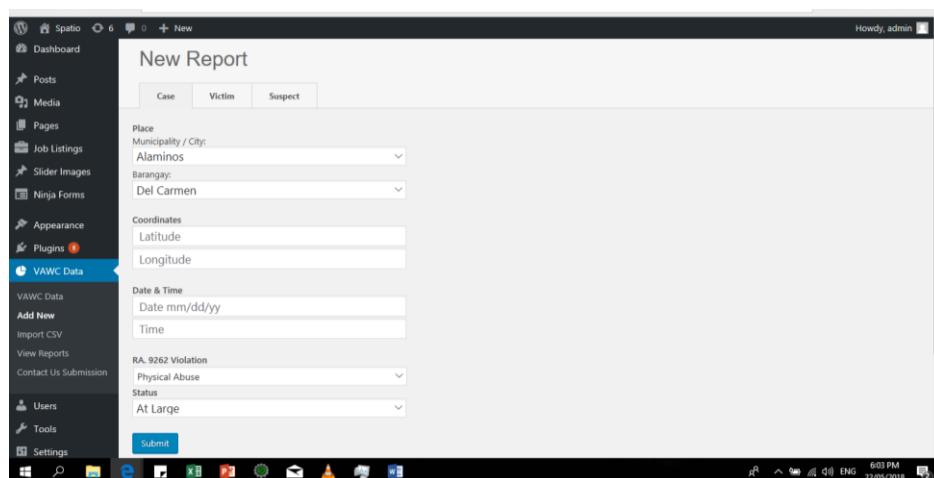 Spatio 6 0 + New
Howdy, admin
Dashboard
Posts
Media
Pages
Job Listings
Slider Images
Ninja Forms
Appearance
Plugins
VAWC Data
VAWC Data
Add New
Import CSV
View Reports
Contact Us Submission
Users
Tools
Settings
New Report
Case Victim Suspect
Place
Municipality / City:
Alaminos
Barangay:
Del Carmen
Coordinates
Latitude
Longitude
Date & Time
Date mm/dd/yy
Time
RA. 9262 Violation
Physical Abuse
Status
At Large
Submit
ENG
6:03 PM
22/05/2018